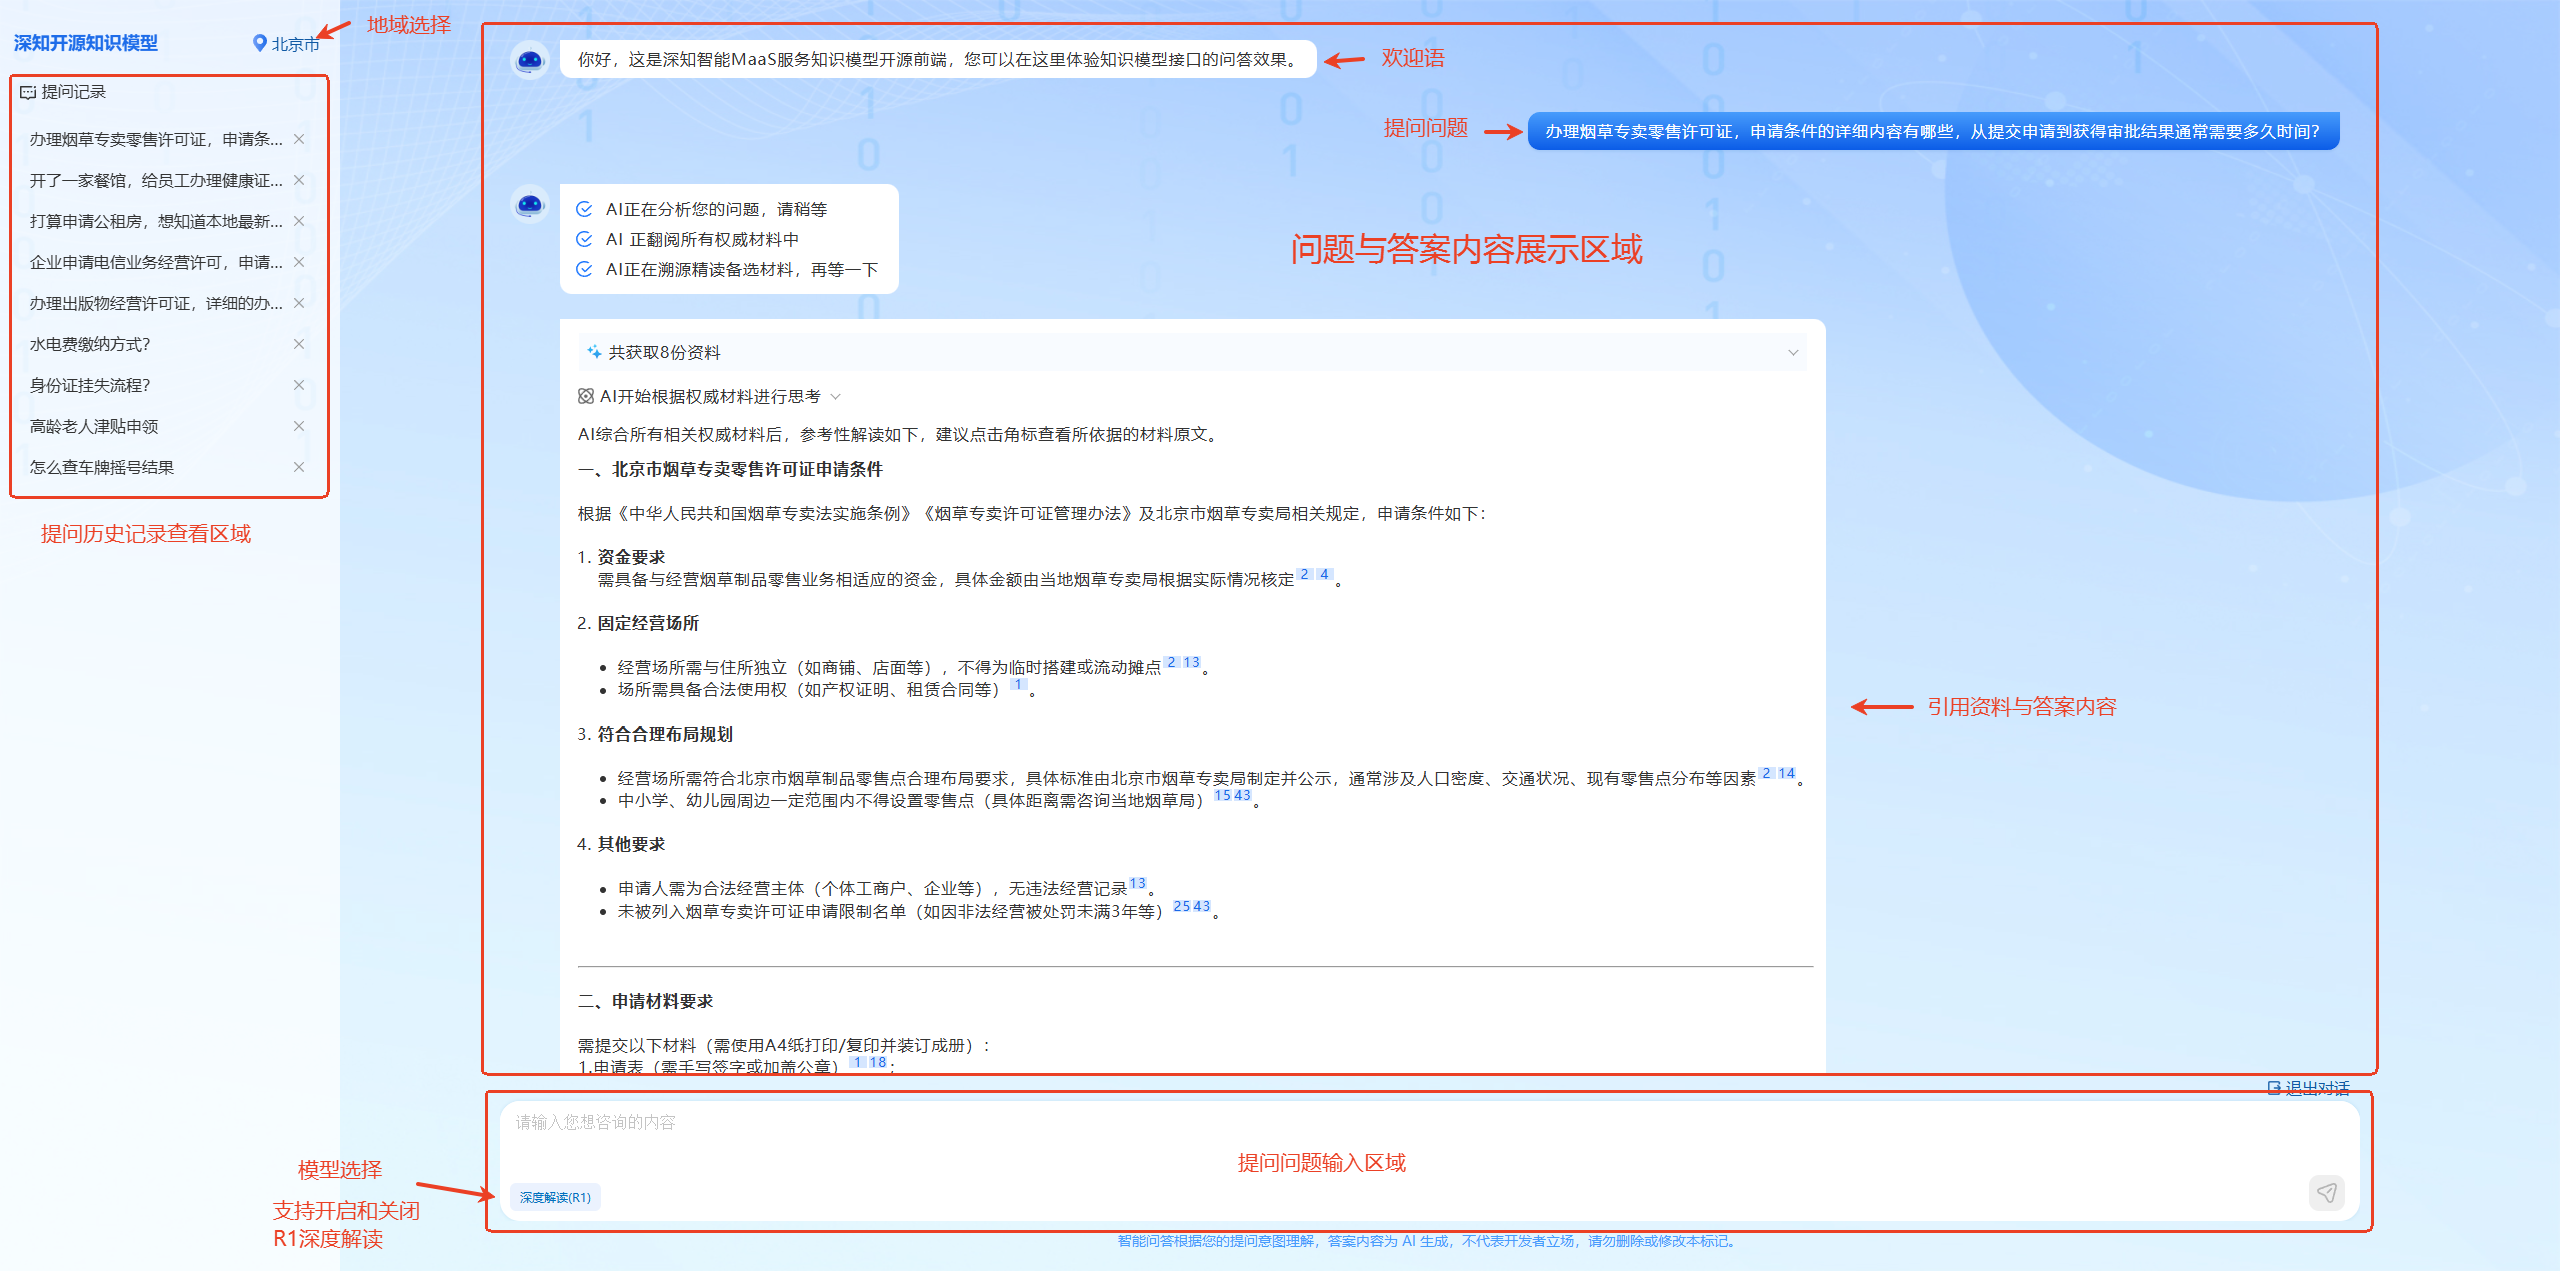 深知开源知识模型
北京市
地域选择
提问记录
办理烟草专卖零售许可证，申请条...
开了一家餐馆，给员工办理健康证...
打算申请公租房，想知道本地最新...
企业申请电信业务经营许可，申请...
办理出版物经营许可证，详细的办...
水电费缴纳方式？
身份证挂失流程？
高龄老人津贴申领
怎么查车牌摇号结果
提问历史记录查看区域
你好，这是深知智能MaaS服务知识模型开源前端，您可以在这里体验知识模型接口的问答效果。
欢迎语
提问问题
办理烟草专卖零售许可证，申请条件的详细内容有哪些，从提交申请到获得审批结果通常需要多久时间？
AI正在分析您的问题，请稍等
AI 正翻阅所有权威材料中
AI正在溯源精读备选材料，再等一下
问题与答案内容展示区域
共获取8份资料
AI开始根据权威材料进行思考
AI综合所有相关权威材料后，参考性解读如下，建议点击角标查看所依据的材料原文。
一、北京市烟草专卖零售许可证申请条件
根据《中华人民共和国烟草专卖法实施条例》《烟草专卖许可证管理办法》及北京市烟草专卖局相关规定，申请条件如下：
1. 资金要求
需具备与经营烟草制品零售业务相适应的资金，具体金额由当地烟草专卖局根据实际情况核定 2 4 。
2. 固定经营场所
• 经营场所需与住所独立（如商铺、店面等），不得为临时搭建或流动摊点 2 13 。
• 场所需具备合法使用权（如产权证明、租赁合同等） 1 。
3. 符合合理布局规划
• 经营场所需符合北京市烟草制品零售点合理布局要求，具体标准由北京市烟草专卖局制定并公示，通常涉及人口密度、交通状况、现有零售点分布等因素 2 14 。
• 中小学、幼儿园周边一定范围内不得设置零售点（具体距离需咨询当地烟草局） 15 43 。
4. 其他要求
• 申请人需为合法经营主体（个体工商户、企业等），无违法经营记录 13 。
• 未被列入烟草专卖许可证申请限制名单（如因非法经营被处罚未满3年等） 25 43 。
引用资料与答案内容
二、申请材料要求
需提交以下材料（需使用A4纸打印/复印并装订成册）：
1.申请表（需手写签字或加盖公章） 1 18 ；
退出对话
请输入您想咨询的内容
提问问题输入区域
深度解读(R1)
模型选择
支持开启和关闭
R1深度解读
智能问答根据您的提问意图理解，答案内容为 AI 生成，不代表开发者立场，请勿删除或修改本标记。